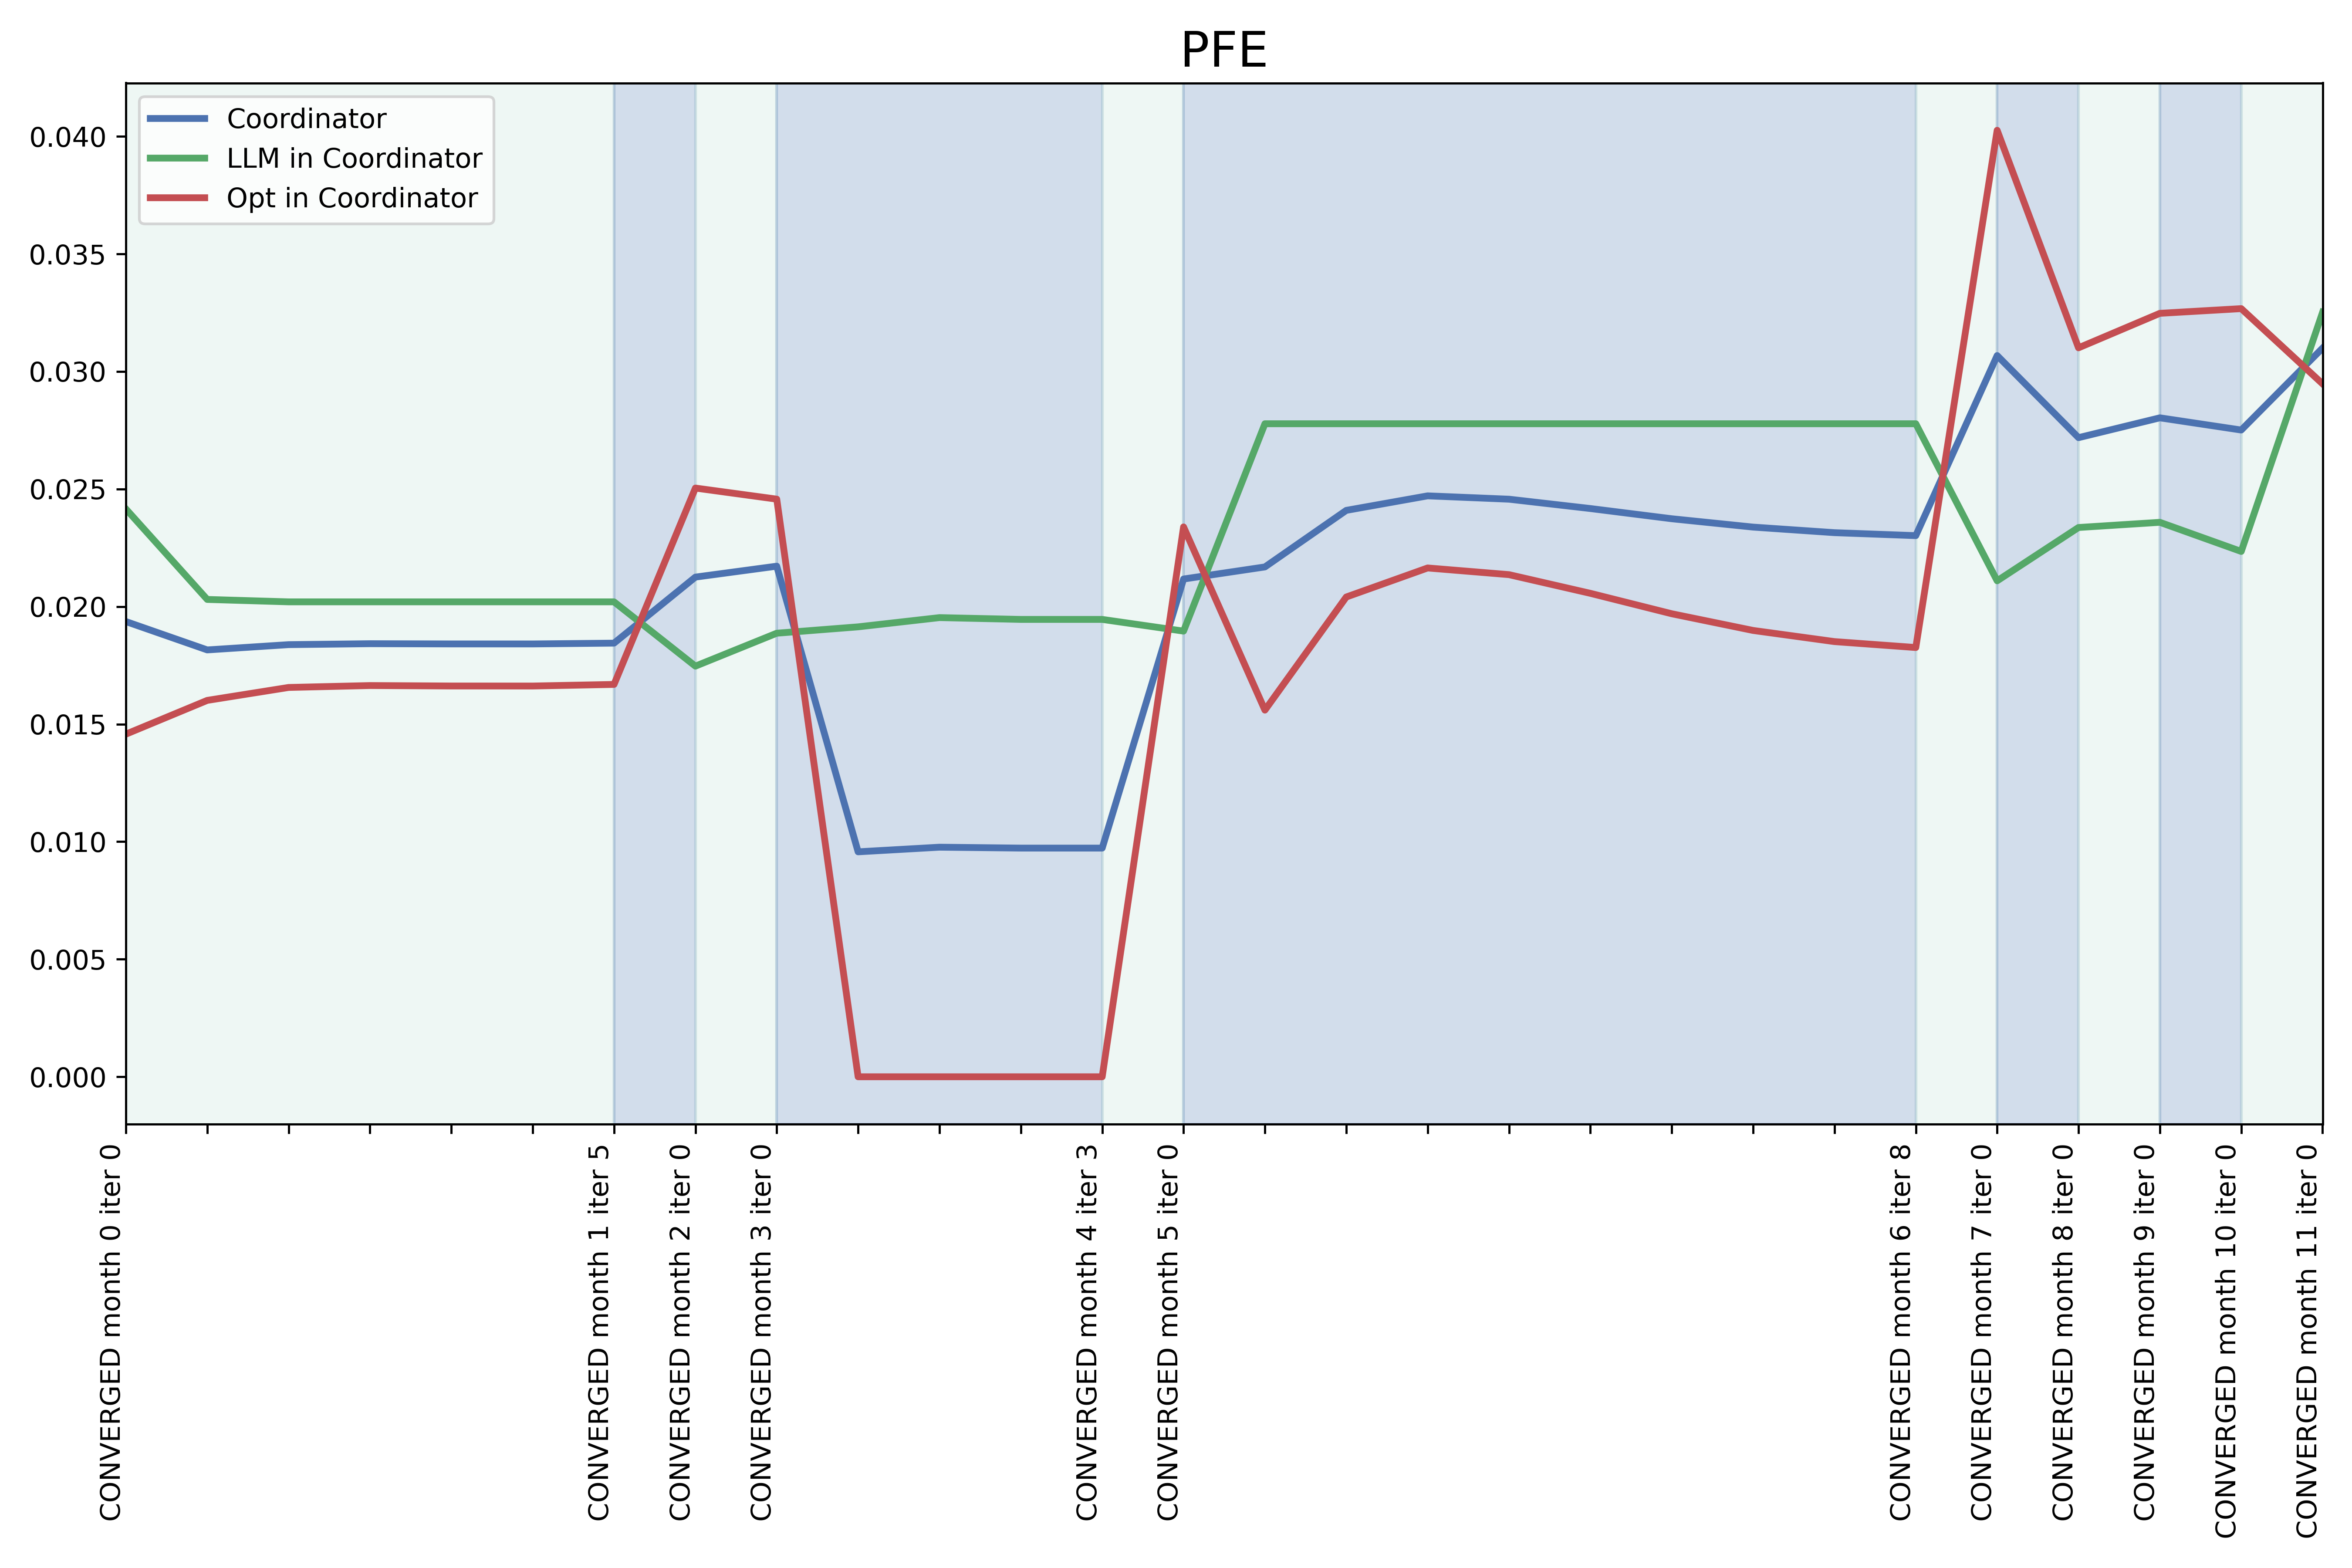 PFE
Coordinator
LLM in Coordinator
Opt in Coordinator
0.040
0.035
0.030
0.025
0.020
0.015
0.010
0.005
0.000
CONVERGED month 0 iter 0
CONVERGED month 1 iter 5
CONVERGED month 2 iter 0
CONVERGED month 3 iter 0
CONVERGED month 4 iter 3
CONVERGED month 5 iter 0
CONVERGED month 6 iter 8
CONVERGED month 7 iter 0
CONVERGED month 8 iter 0
CONVERGED month 9 iter 0
CONVERGED month 10 iter 0
CONVERGED month 11 iter 0